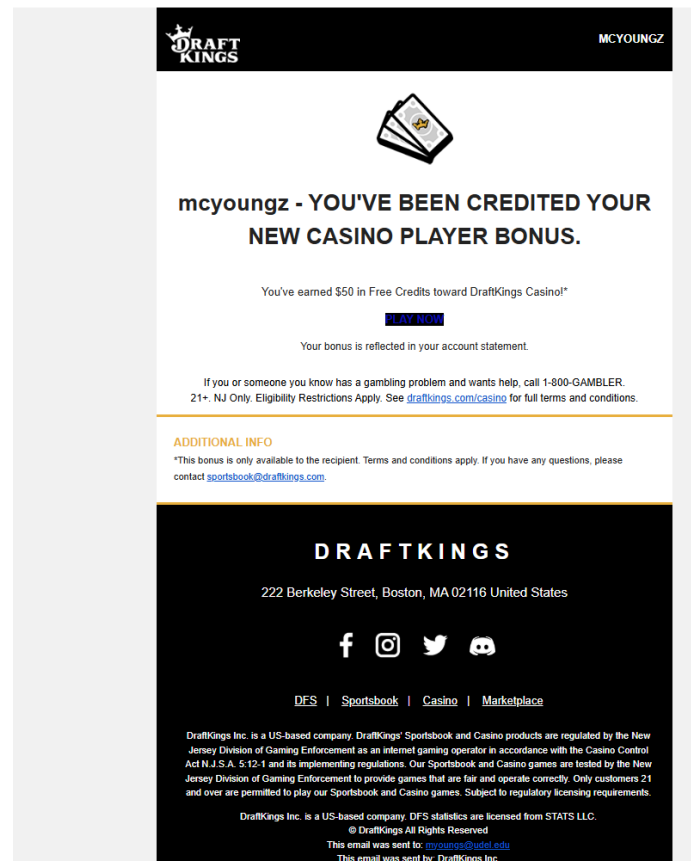 DRAFT
KINGS
MCYOUNGZ
mcyoungz - YOU'VE BEEN CREDITED YOUR
NEW CASINO PLAYER BONUS.
You've earned $50 in Free Credits toward DraftKings Casino!*
PLAY NOW
Your bonus is reflected in your account statement.
If you or someone you know has a gambling problem and wants help, call 1-800-GAMBLER.
21+. NJ Only. Eligibility Restrictions Apply. See draftkings.com/casino for full terms and conditions.
ADDITIONAL INFO
*This bonus is only available to the recipient. Terms and conditions apply. If you have any questions, please
contact sportsbook@draftkings.com.
DRAFTKINGS
222 Berkeley Street, Boston, MA 02116 United States
DFS | Sportsbook | Casino | Marketplace
DraftKings Inc. is a US-based company. DraftKings' Sportsbook and Casino products are regulated by the New
Jersey Division of Gaming Enforcement as an internet gaming operator in accordance with the Casino Control
Act N.J.S.A. 5:12-1 and its implementing regulations. Our Sportsbook and Casino games are tested by the New
Jersey Division of Gaming Enforcement to provide games that are fair and operate correctly. Only customers 21
and over are permitted to play our Sportsbook and Casino games. Subject to regulatory licensing requirements.
DraftKings Inc. is a US-based company. DFS statistics are licensed from STATS LLC.
© DraftKings All Rights Reserved
This email was sent to: myoungs@udel.edu
This email was sent by: DraftKings Inc